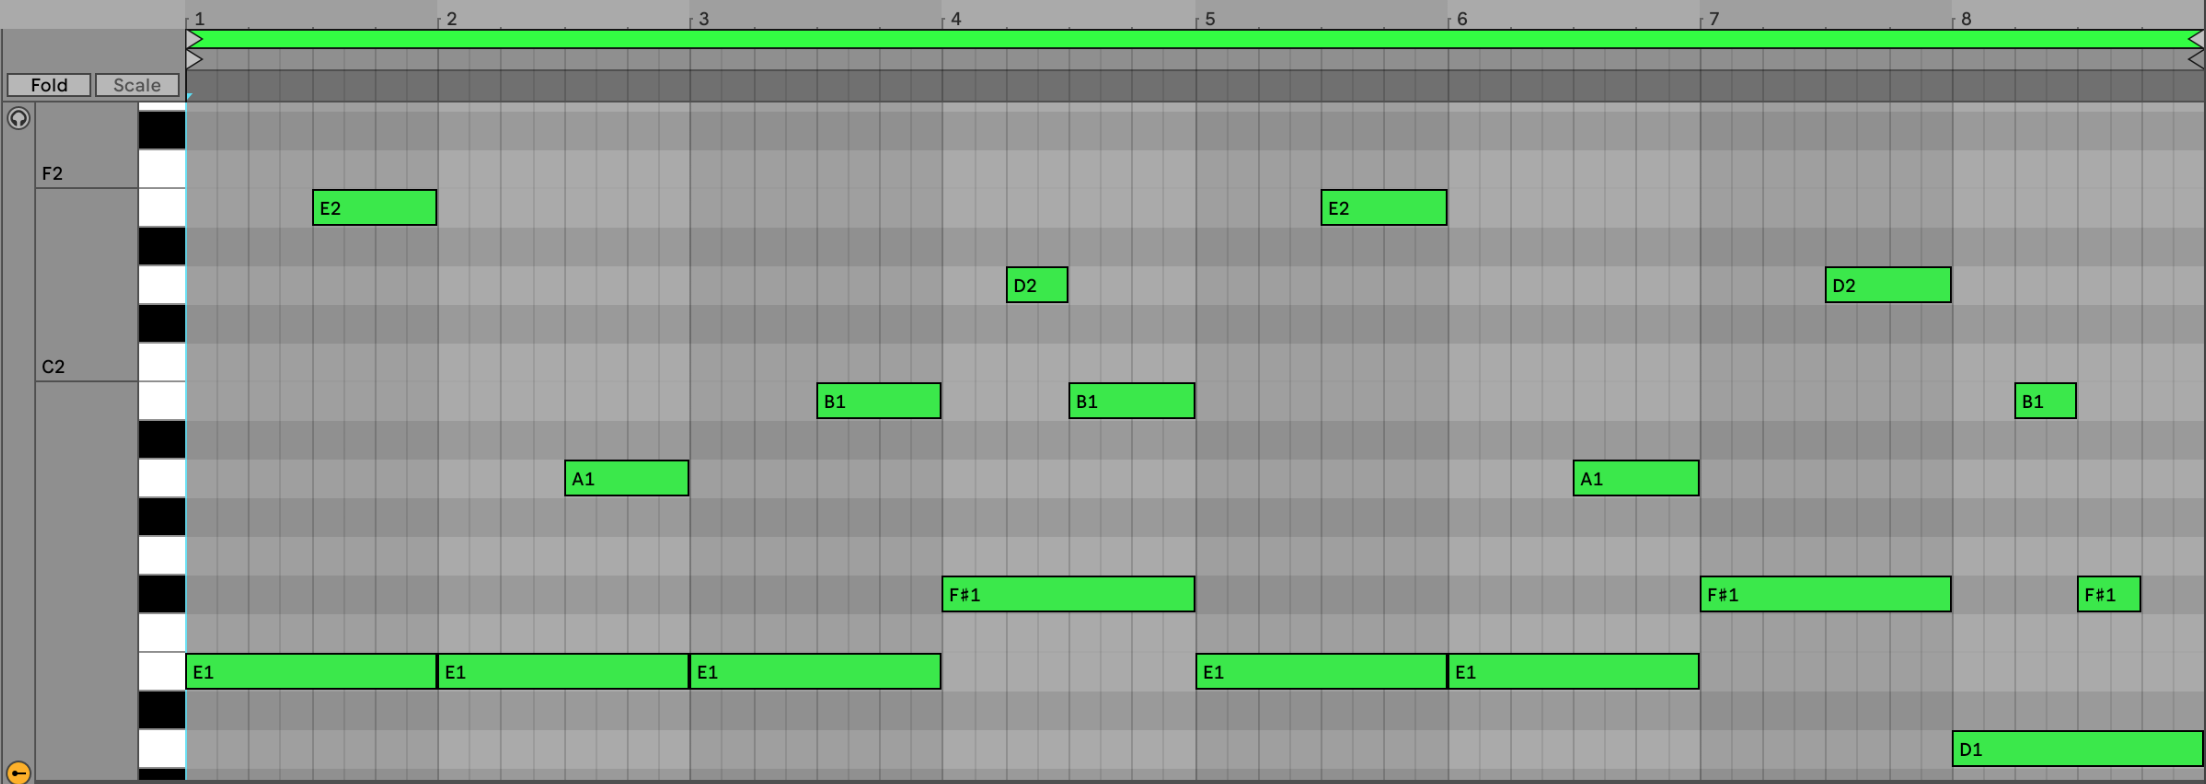 1 2 3 4 5 6 7 8
Fold Scale
F2
E2 E2
D2 D2
C2
B1 B1 B1
A1 A1
F♯1 F♯1 F♯1
E1 E1 E1 E1 E1
D1